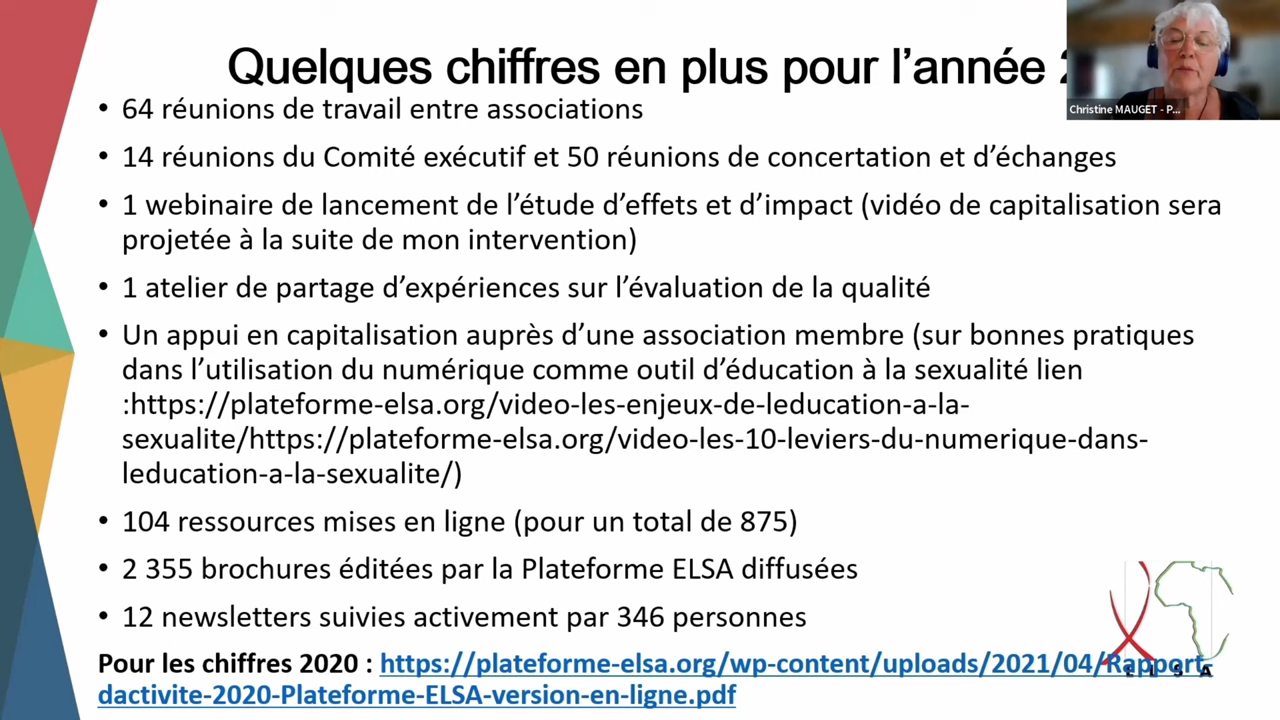 Quelques chiffres en plus pour l’année
Christine MAUGET - P...
• 64 réunions de travail entre associations
• 14 réunions du Comité exécutif et 50 réunions de concertation et d’échanges
• 1 webinaire de lancement de l’étude d’effets et d’impact (vidéo de capitalisation sera
projetée à la suite de mon intervention)
• 1 atelier de partage d’expériences sur l’évaluation de la qualité
• Un appui en capitalisation auprès d’une association membre (sur bonnes pratiques
dans l’utilisation du numérique comme outil d’éducation à la sexualité lien
:https://plateforme-elsa.org/video-les-enjeux-de-leducation-a-la-
sexualite/https://plateforme-elsa.org/video-les-10-leviers-du-numerique-dans-
leducation-a-la-sexualite/)
• 104 ressources mises en ligne (pour un total de 875)
• 2 355 brochures éditées par la Plateforme ELSA diffusées
• 12 newsletters suivies activement par 346 personnes
Pour les chiffres 2020 : https://plateforme-elsa.org/wp-content/uploads/2021/04/Rapport-
dactivite-2020-Plateforme-ELSA-version-en-ligne.pdf
E L S A